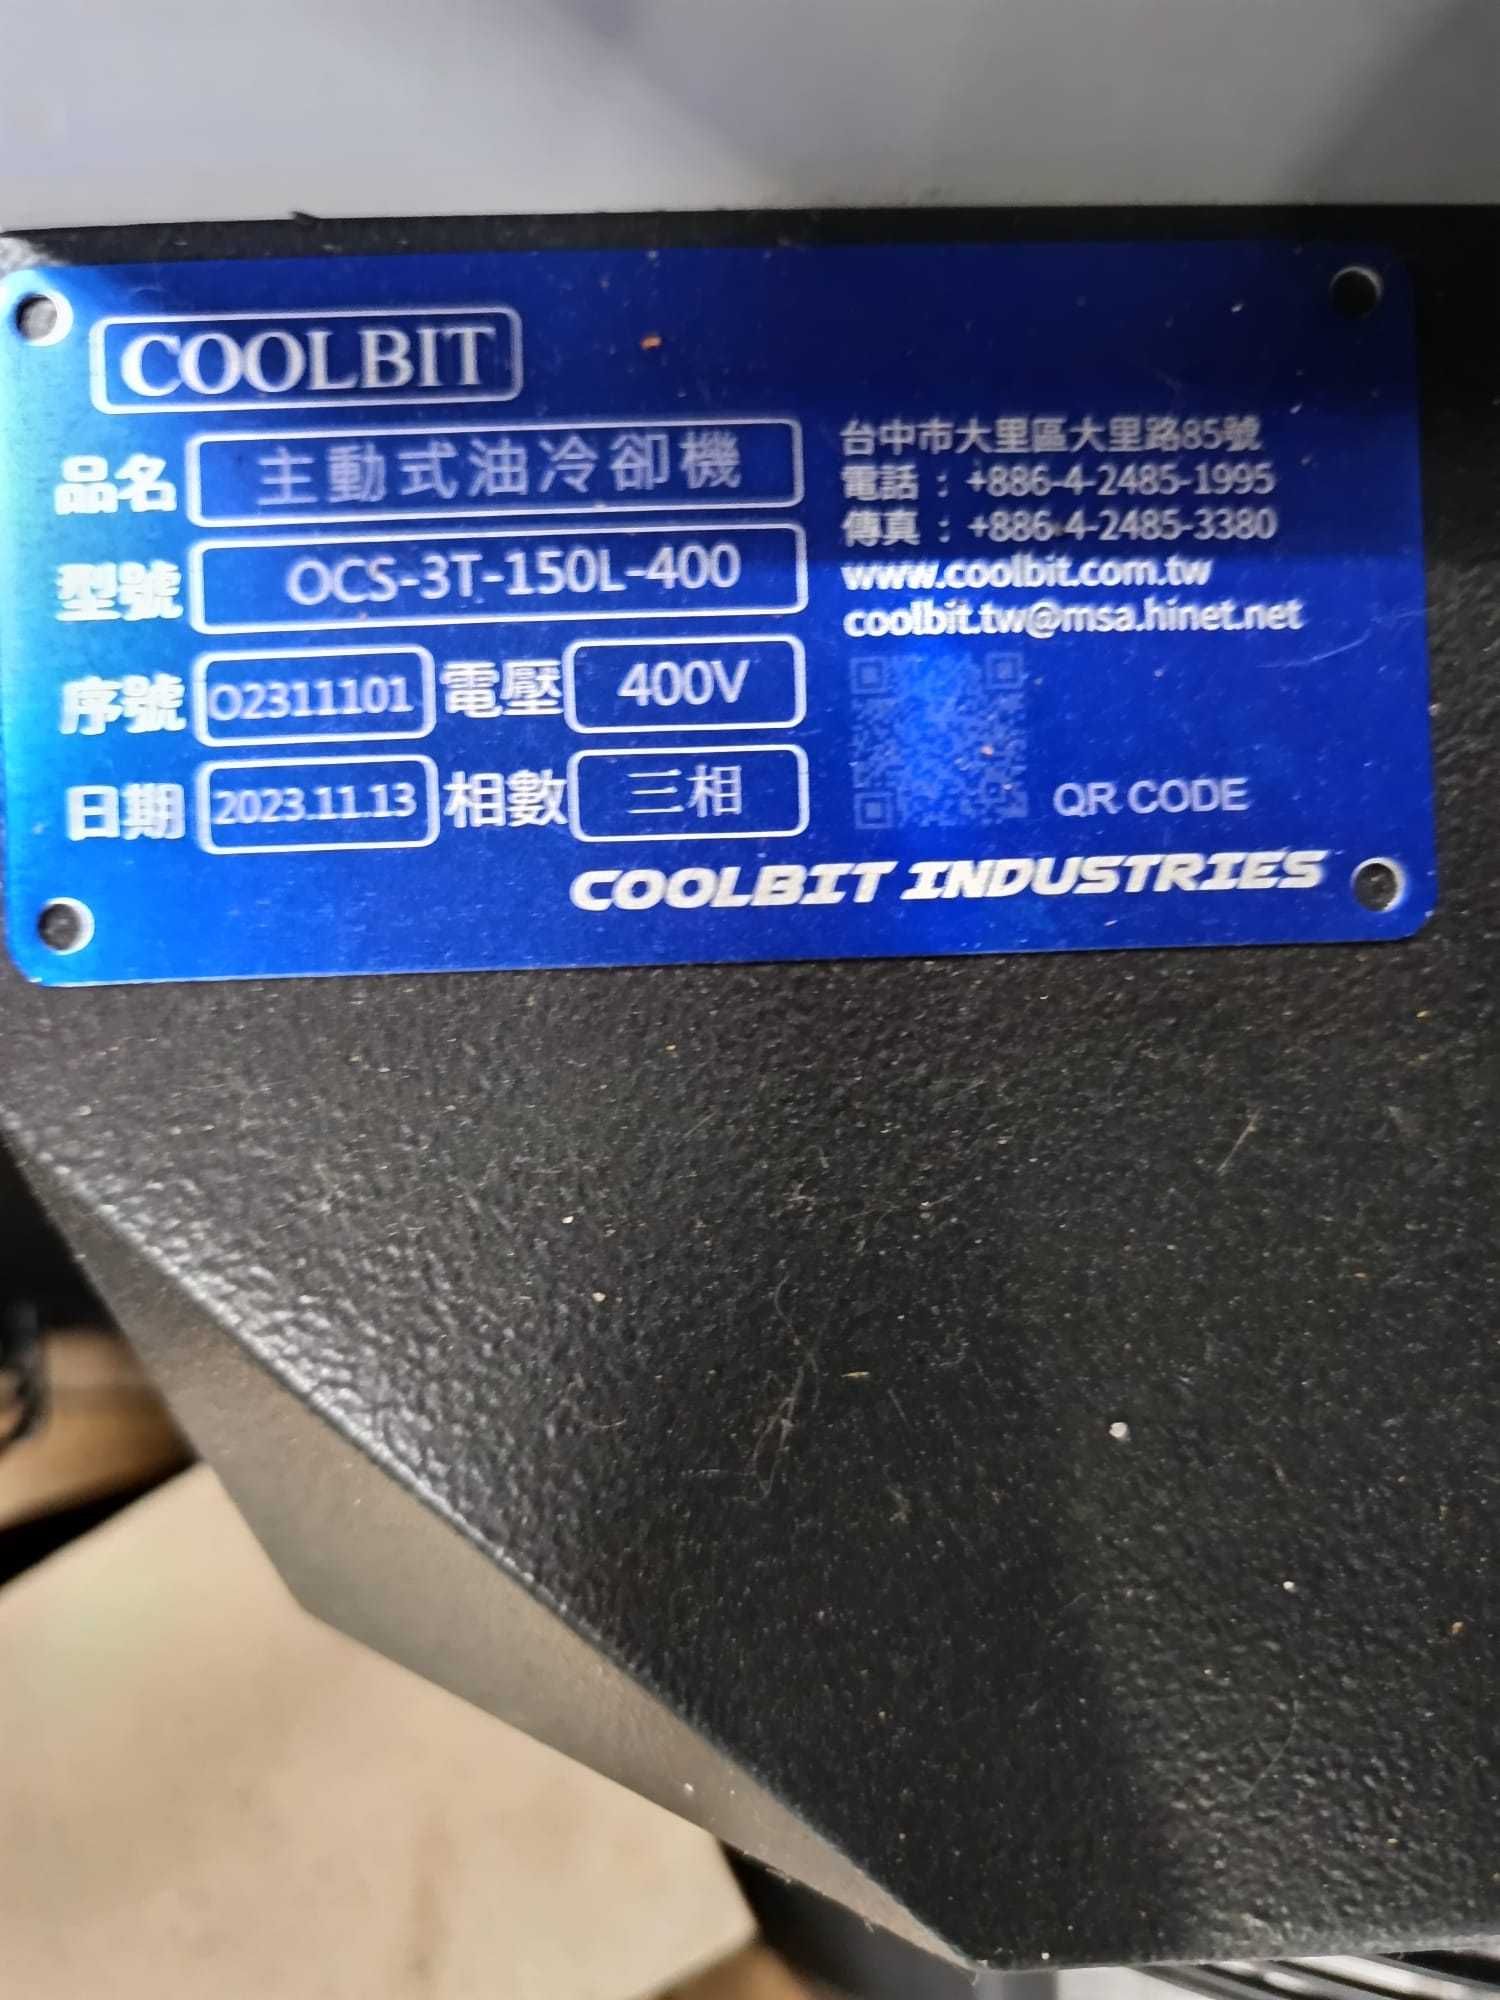 COOLBIT
品名 主動式油冷卻機
型號 OCS-3T-150L-400
序號 O2311101 電壓 400V
日期 2023.11.13 相數 三相
台中市大里區大里路85號
電話：+886-4-2485-1995
傳真：+886-4-2485-3380
www.coolbit.com.tw
coolbit.tw@msa.hinet.net
QR CODE
COOLBIT INDUSTRIES